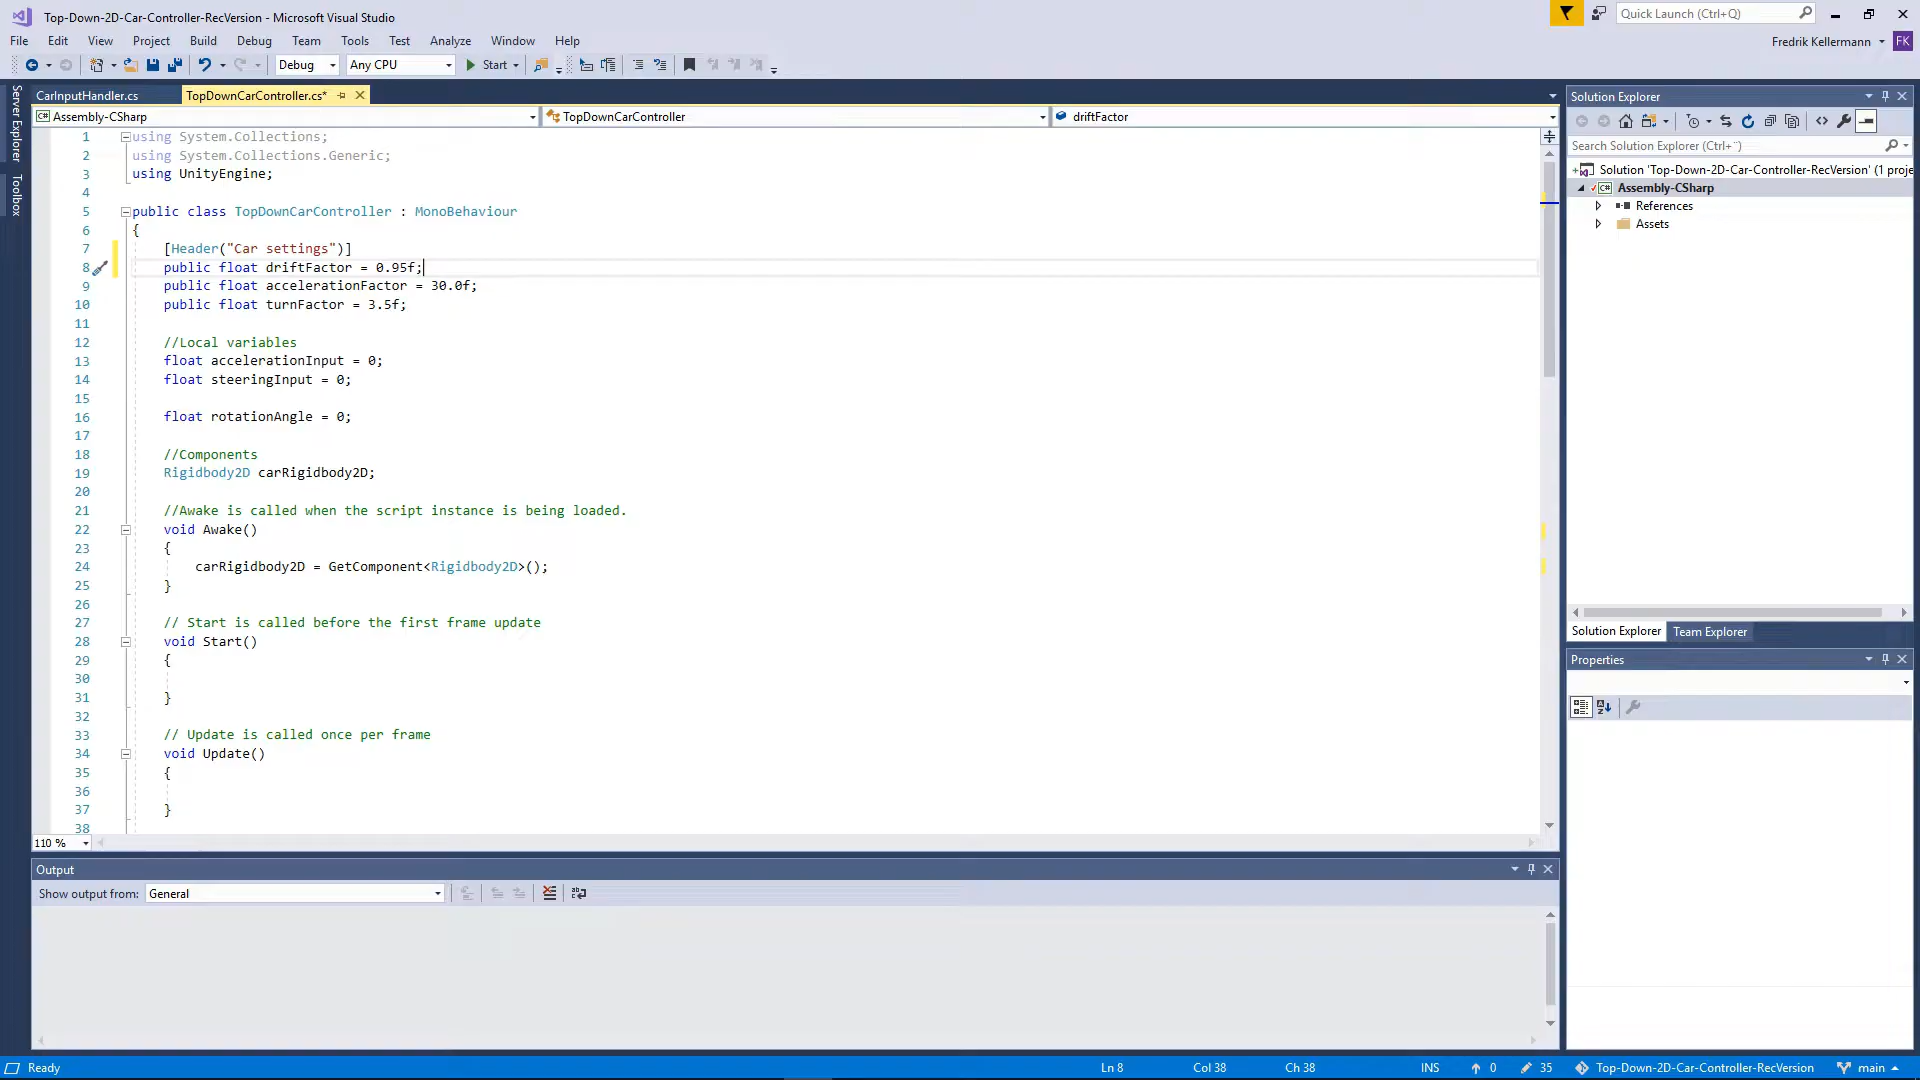 Top-Down-2D-Car-Controller-RecVersion - Microsoft Visual Studio
Quick Launch (Ctrl+Q)
File Edit View Project Build Debug Team Tools Test Analyze Window Help
Fredrik Kellermann FK
Debug Any CPU Start
Server Explorer
Toolbox
CarInputHandler.cs TopDownCarController.cs*
Assembly-CSharp TopDownCarController driftFactor
1 using System.Collections;
2 using System.Collections.Generic;
3 using UnityEngine;
4
5 public class TopDownCarController : MonoBehaviour
6 {
7 [Header("Car settings")]
8 public float driftFactor = 0.95f;
9 public float accelerationFactor = 30.0f;
10 public float turnFactor = 3.5f;
11
12 //Local variables
13 float accelerationInput = 0;
14 float steeringInput = 0;
15
16 float rotationAngle = 0;
17
18 //Components
19 Rigidbody2D carRigidbody2D;
20
21 //Awake is called when the script instance is being loaded.
22 void Awake()
23 {
24 carRigidbody2D = GetComponent<Rigidbody2D>();
25 }
26
27 // Start is called before the first frame update
28 void Start()
29 {
30
31 }
32
33 // Update is called once per frame
34 void Update()
35 {
36
37 }
38
110 %
Output
Show output from: General
Solution Explorer
Search Solution Explorer (Ctrl+¨)
Solution 'Top-Down-2D-Car-Controller-RecVersion' (1 proje
Assembly-CSharp
References
Assets
Solution Explorer Team Explorer
Properties
Ready Ln 8 Col 38 Ch 38 INS 0 35 Top-Down-2D-Car-Controller-RecVersion main